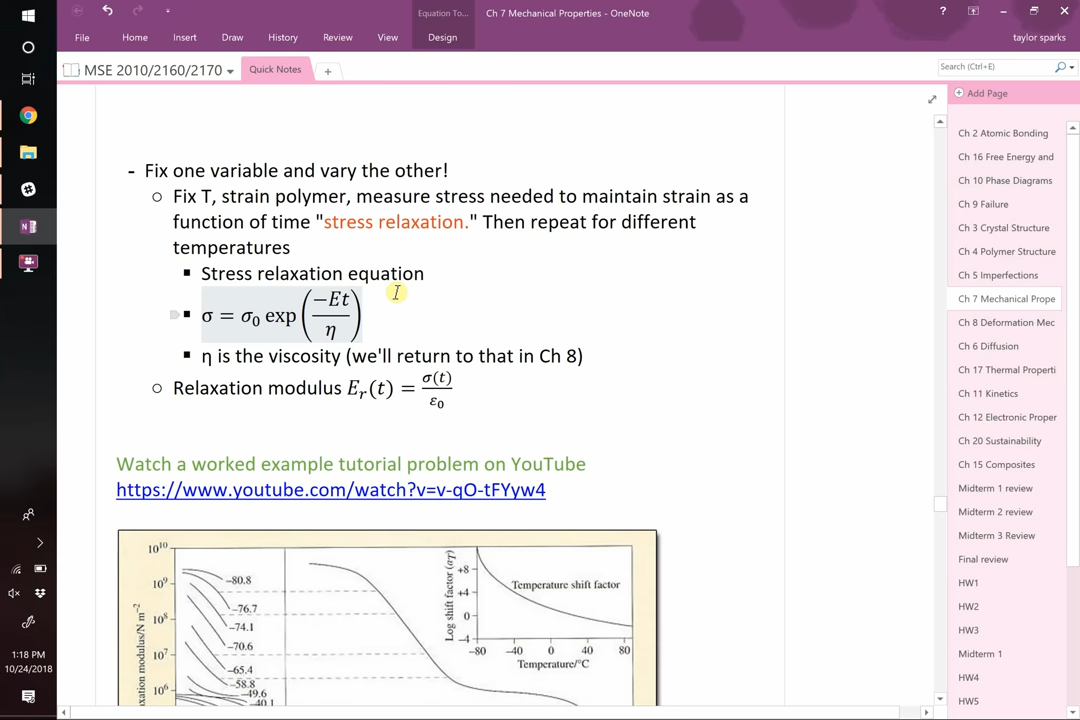 Equation To...
Ch 7 Mechanical Properties - OneNote
?
File
Home
Insert
Draw
History
Review
View
Design
taylor sparks
MSE 2010/2160/2170
Quick Notes
+
Search (Ctrl+E)
- Fix one variable and vary the other!
Fix T, strain polymer, measure stress needed to maintain strain as a
function of time "stress relaxation." Then repeat for different
temperatures
Stress relaxation equation
σ = σ₀ exp(−Et/η)
η is the viscosity (we'll return to that in Ch 8)
Relaxation modulus Eᵣ(t) = σ(t)/ε₀
Watch a worked example tutorial problem on YouTube
https://www.youtube.com/watch?v=v-qO-tFYyw4
10¹⁰
10⁹
10⁸
10⁷
10⁶
axation modulus/N m⁻²
-80.8
-76.7
-74.1
-70.6
-65.4
-58.8
-49.6
-40.1
Log shift factor (aT)
+8
+4
0
-4
Temperature shift factor
-80 -40 0 40 80
Temperature/°C
Add Page
Ch 2 Atomic Bonding
Ch 16 Free Energy and
Ch 10 Phase Diagrams
Ch 9 Failure
Ch 3 Crystal Structure
Ch 4 Polymer Structure
Ch 5 Imperfections
Ch 7 Mechanical Prope
Ch 8 Deformation Mec
Ch 6 Diffusion
Ch 17 Thermal Properti
Ch 11 Kinetics
Ch 12 Electronic Proper
Ch 20 Sustainability
Ch 15 Composites
Midterm 1 review
Midterm 2 review
Midterm 3 Review
Final review
HW1
HW2
HW3
Midterm 1
HW4
HW5
1:18 PM
10/24/2018